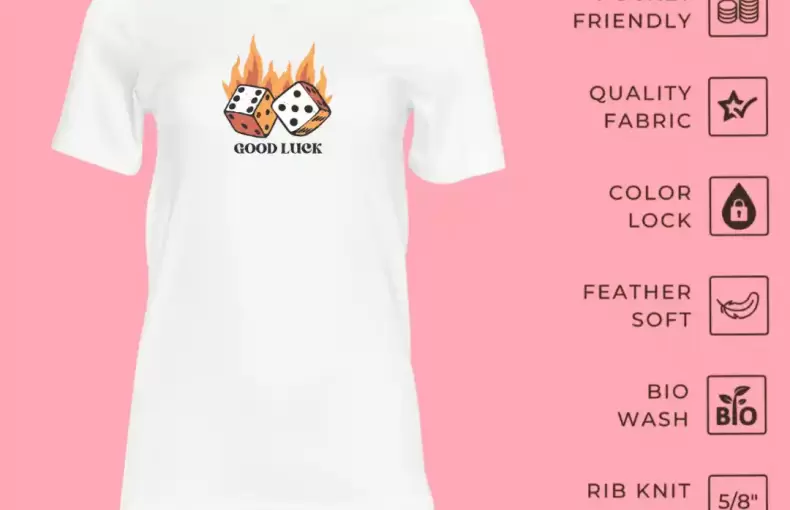 GOOD LUCK
FRIENDLY
QUALITY
FABRIC
COLOR
LOCK
FEATHER
SOFT
BIO
WASH
BIO
RIB KNIT
5/8"